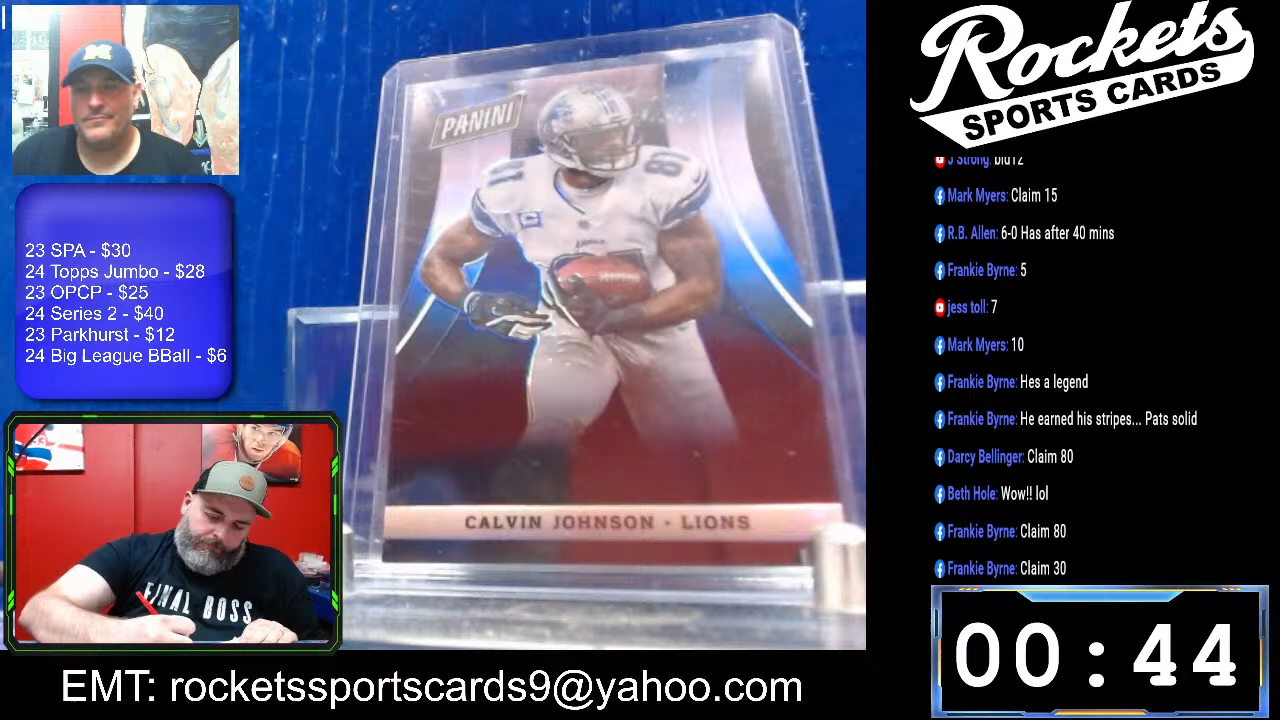 Rockets
SPORTS CARDS
23 SPA - $30
24 Topps Jumbo - $28
23 OPCP - $25
24 Series 2 - $40
23 Parkhurst - $12
24 Big League BBall - $6
FINAL BOSS
PANINI
81
81
CALVIN JOHNSON · LIONS
J Strong: bid12
Mark Myers: Claim 15
R.B. Allen: 6-0 Has after 40 mins
Frankie Byrne: 5
jess toll: 7
Mark Myers: 10
Frankie Byrne: Hes a legend
Frankie Byrne: He earned his stripes... Pats solid
Darcy Bellinger: Claim 80
Beth Hole: Wow!! lol
Frankie Byrne: Claim 80
Frankie Byrne: Claim 30
00:44
EMT: rocketssportscards9@yahoo.com